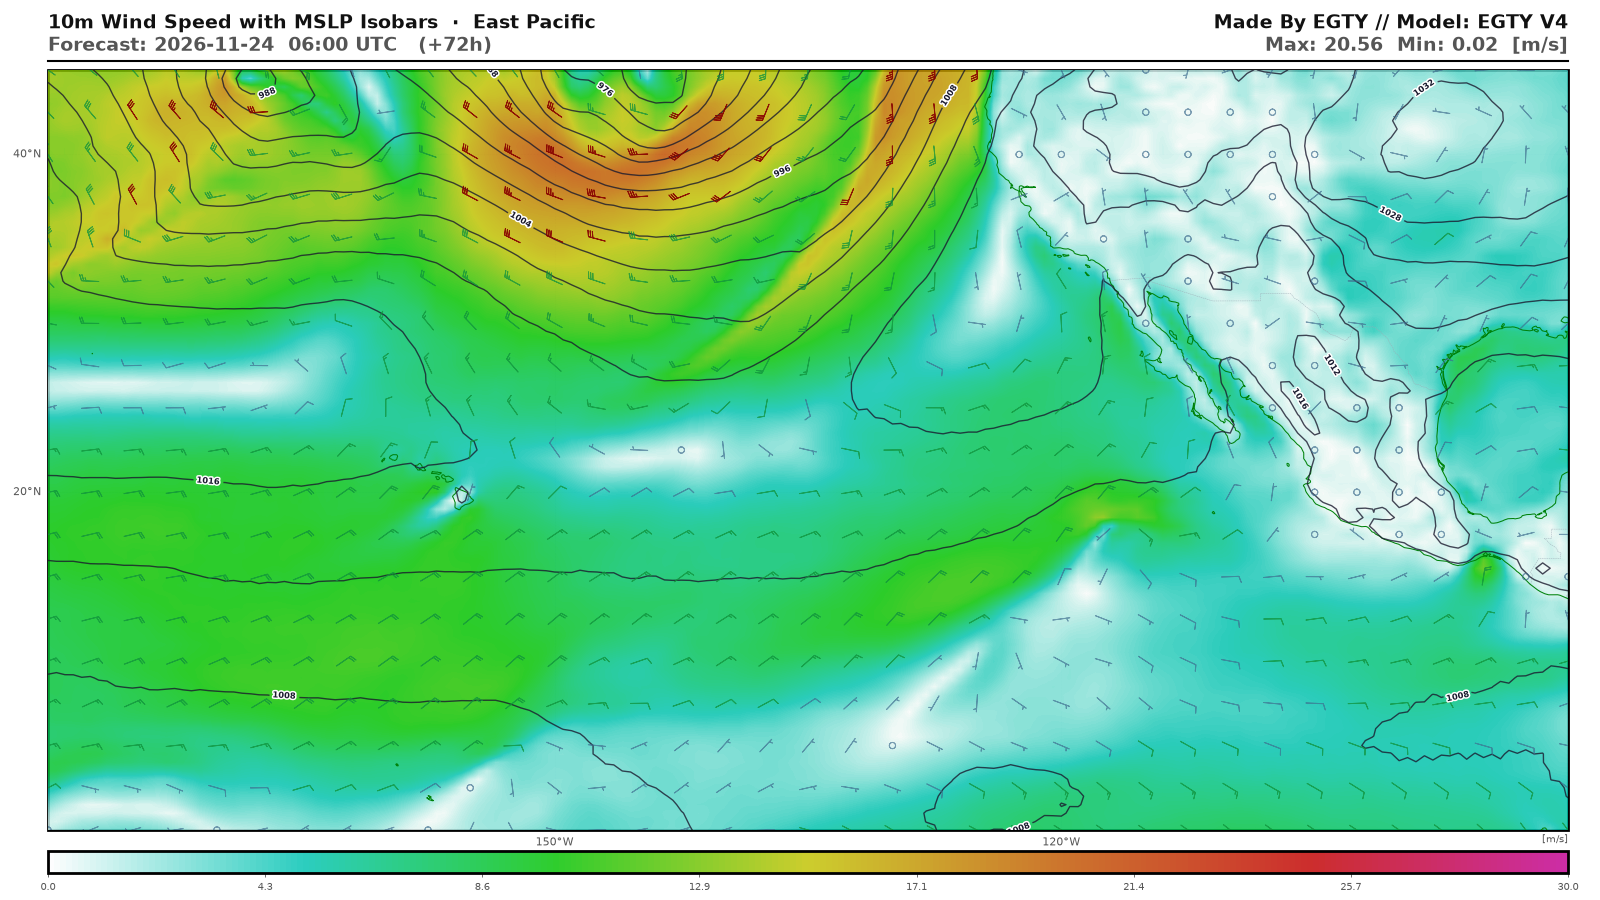 10m Wind Speed with MSLP Isobars · East Pacific
Made By EGTY // Model: EGTY V4
Forecast: 2026-11-24 06:00 UTC (+72h)
Max: 20.56 Min: 0.02 [m/s]
988
976
1008
1032
40°N
996
1028
1004
1012
1016
1016
20°N
1008
1008
1008
150°W
120°W
[m/s]
0.0
4.3
8.6
12.9
17.1
21.4
25.7
30.0